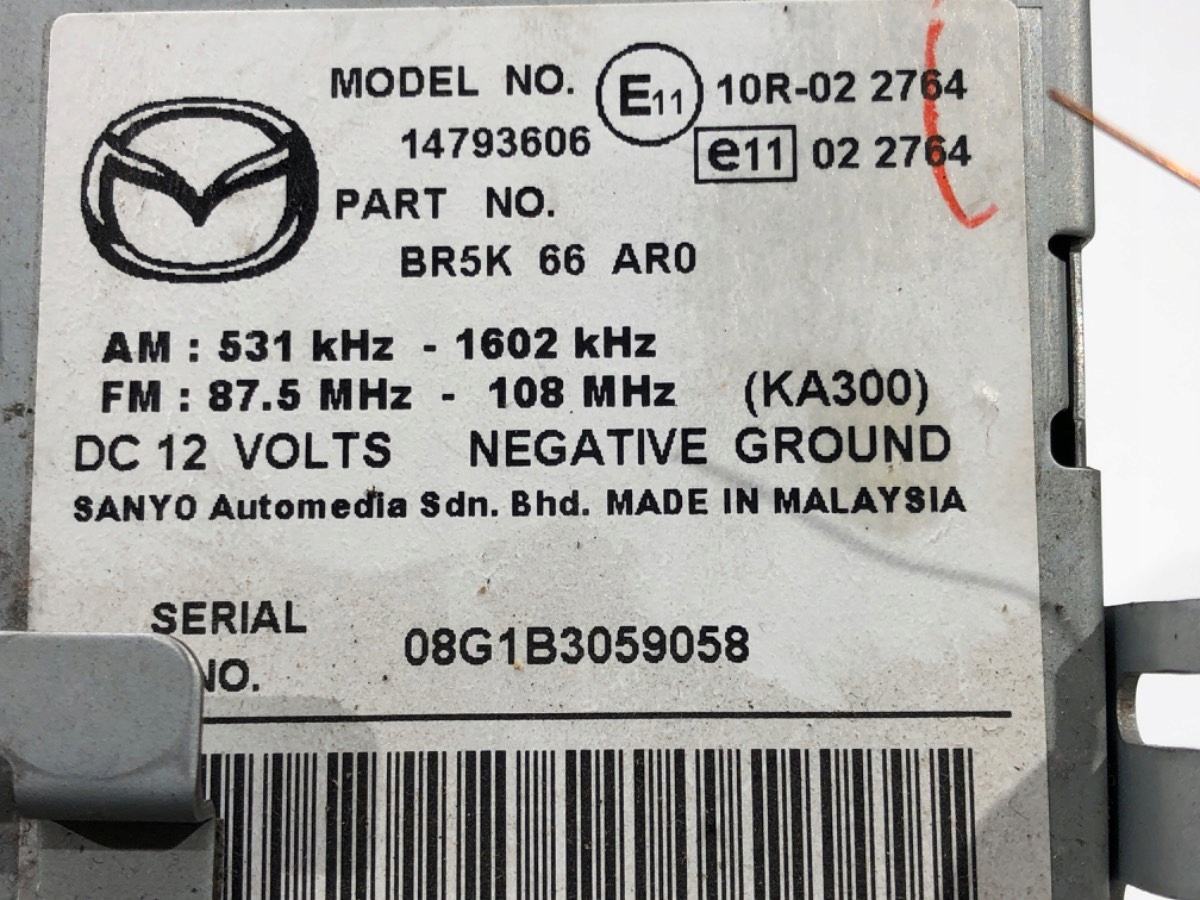 MODEL NO. E11 10R-02 2764
14793606 e11 02 2764
PART NO.
BR5K 66 AR0
AM : 531 kHz - 1602 kHz
FM : 87.5 MHz - 108 MHz (KA300)
DC 12 VOLTS NEGATIVE GROUND
SANYO Automedia Sdn. Bhd. MADE IN MALAYSIA
SERIAL
NO. 08G1B3059058